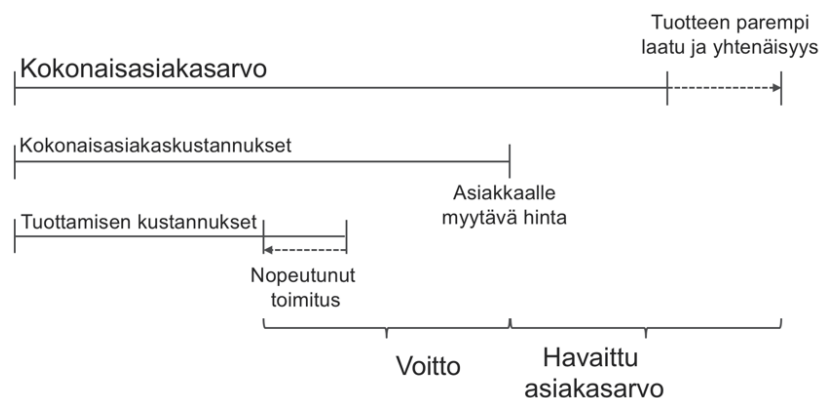 Tuotteen parempi
laatu ja yhtenäisyys
Kokonaisasiakasarvo
Kokonaisasiakaskustannukset
Asiakkaalle
myytävä hinta
Tuottamisen kustannukset
Nopeutunut
toimitus
Voitto
Havaittu
asiakasarvo